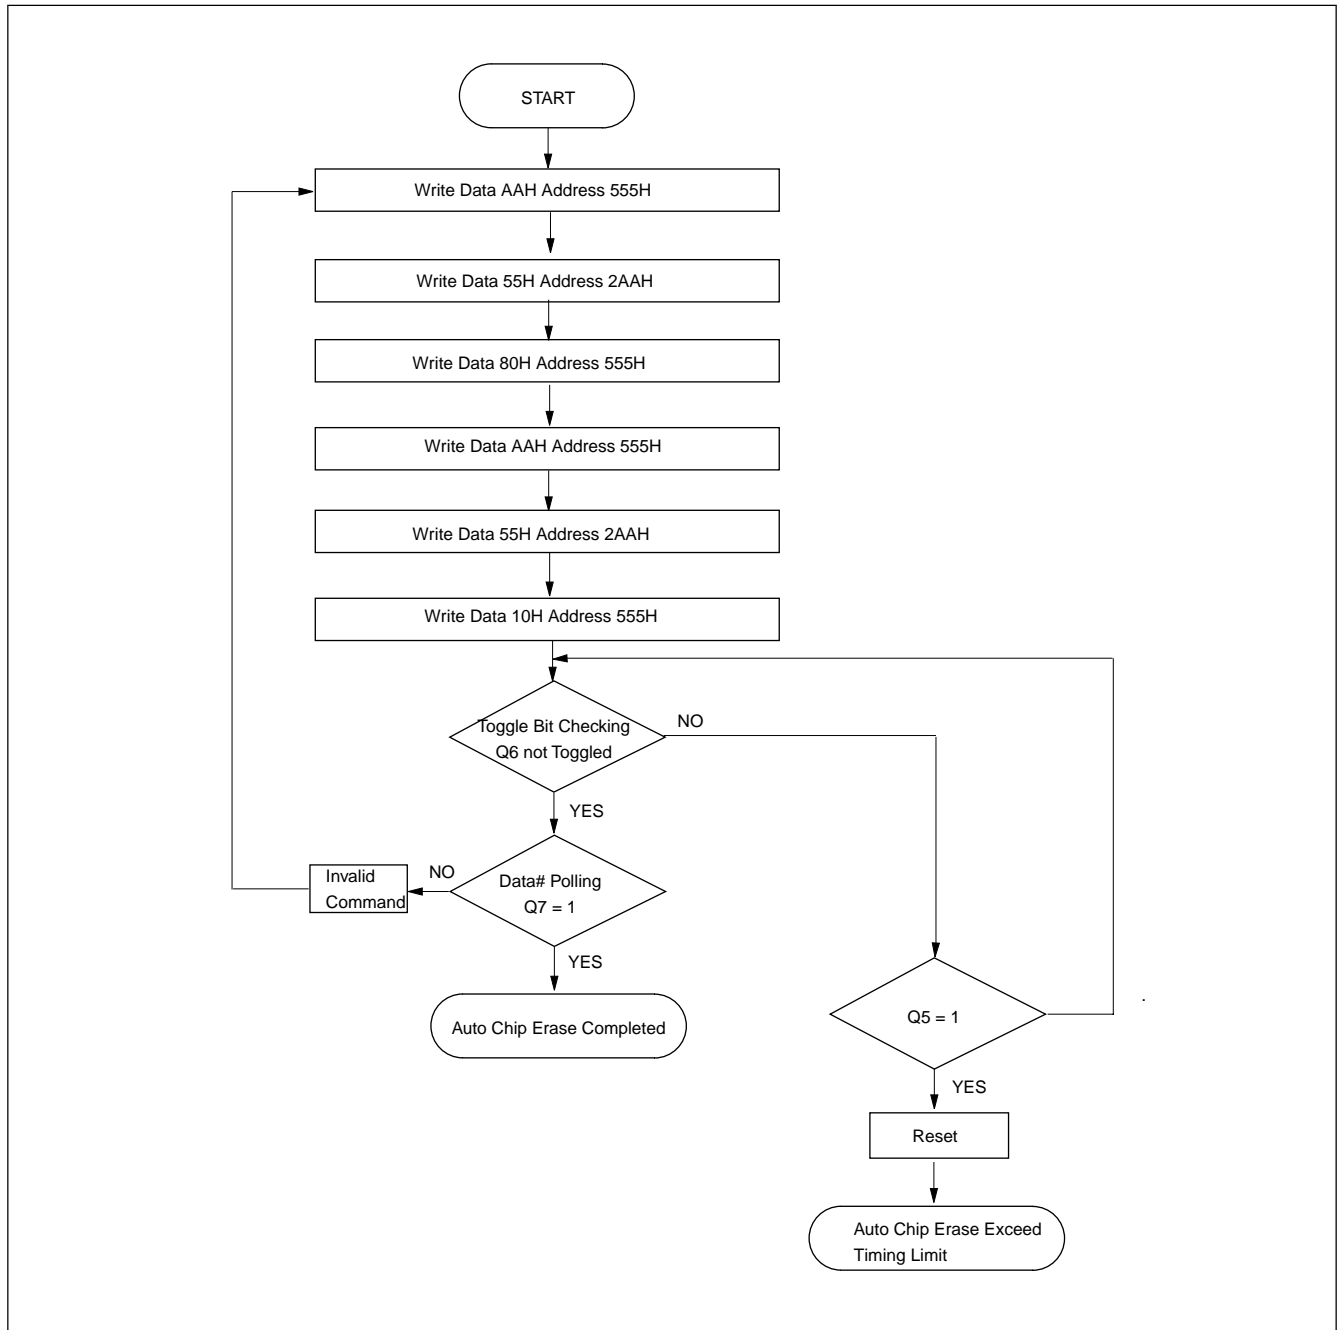 START
Write Data AAH Address 555H
Write Data 55H Address 2AAH
Write Data 80H Address 555H
Write Data AAH Address 555H
Write Data 55H Address 2AAH
Write Data 10H Address 555H
Toggle Bit Checking
Q6 not Toggled
NO
YES
Invalid
Command
NO
Data# Polling
Q7 = 1
YES
Auto Chip Erase Completed
Q5 = 1
.
YES
Reset
Auto Chip Erase Exceed
Timing Limit